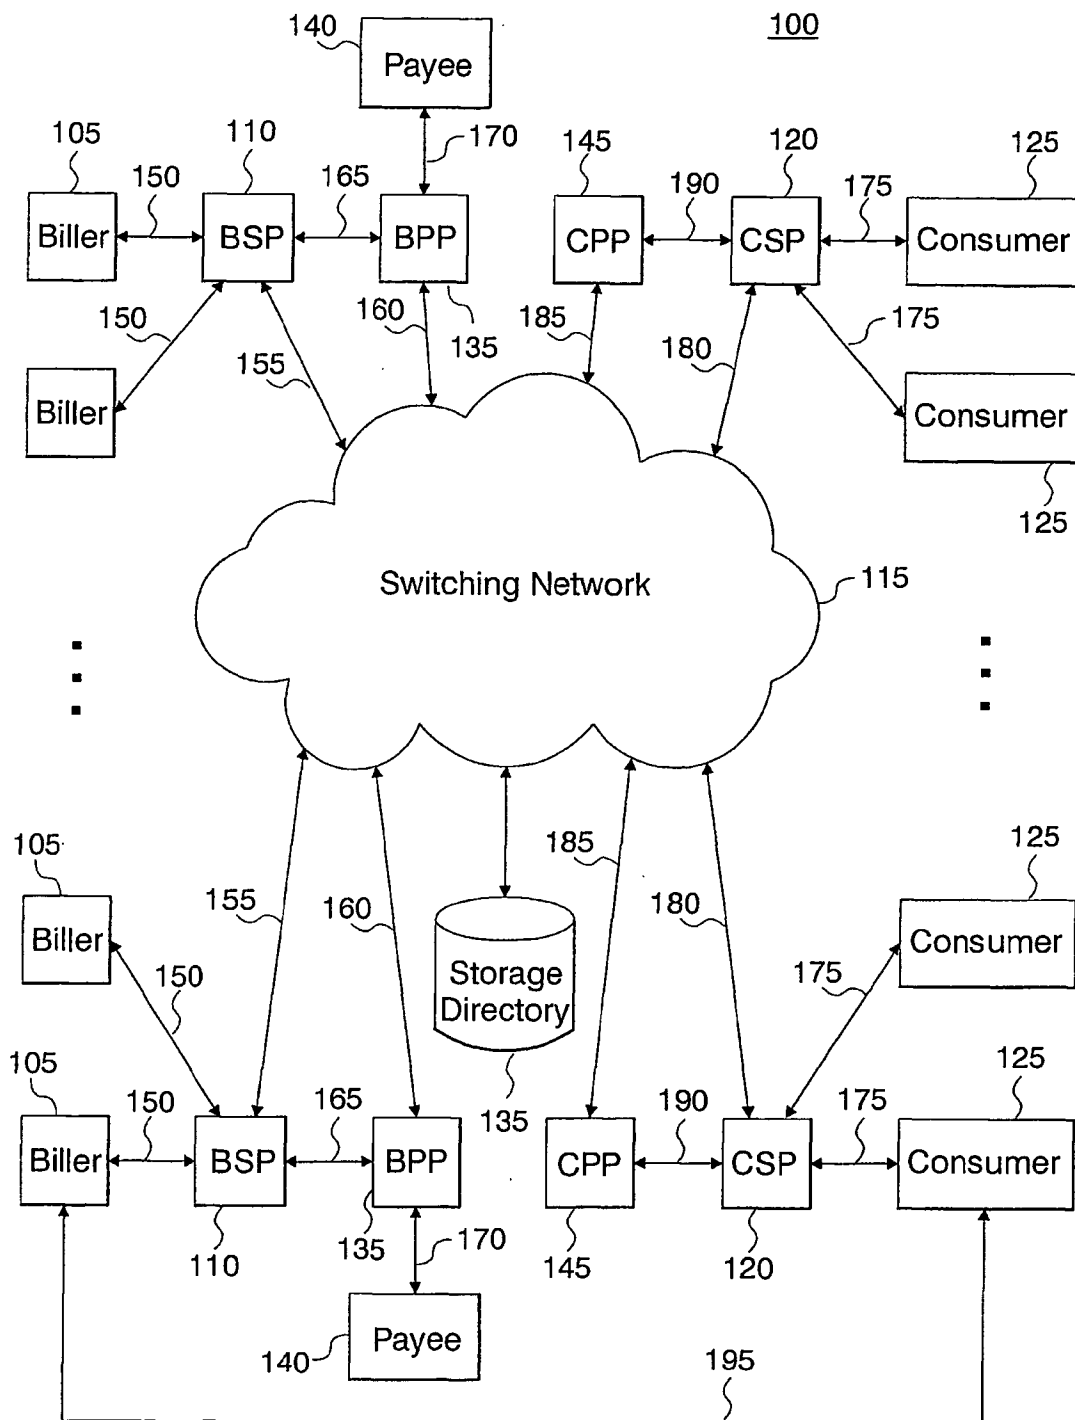 140
Payee
100
170
105
150
110
165
145
190
120
175
125
Biller
BSP
BPP
CPP
CSP
Consumer
150
155
160
135
185
180
175
Biller
Consumer
125
Switching Network
115
105
155
160
185
180
125
Biller
150
Storage
Directory
175
Consumer
105
150
165
135
190
175
125
Biller
BSP
BPP
CPP
CSP
Consumer
110
135
170
145
120
140
Payee
195